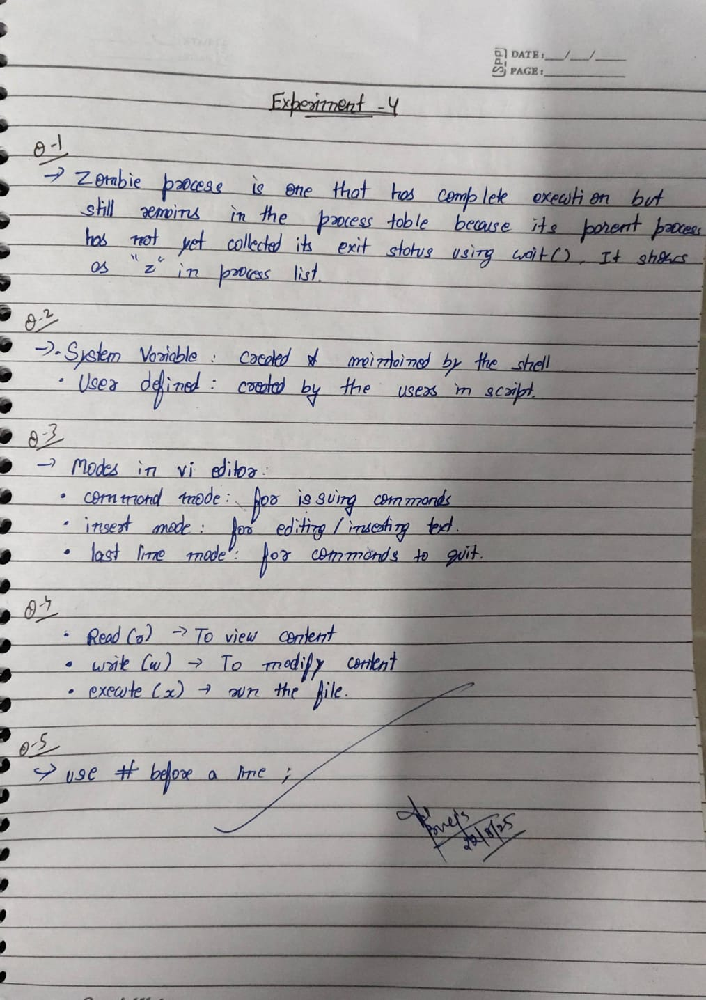 [SPP] DATE: __/__/__
PAGE:
Experiment - 4
Q-1
→ Zombie process is one that has complete execution but
still remains in the process table because its parent process
has not yet collected its exit status using wait(). It shows
as "z" in process list.
Q-2
→ • System Variable : created & maintained by the shell
• User defined : created by the users in script.
Q-3
→ Modes in vi editor:
• command mode : for issuing commands
• insert mode : for editing / inserting text.
• last line mode : for commands to quit.
Q-4
• Read (r) → To view content
• write (w) → To modify content
• execute (x) → run the file.
Q-5
→ use # before a line ;
22/8/25